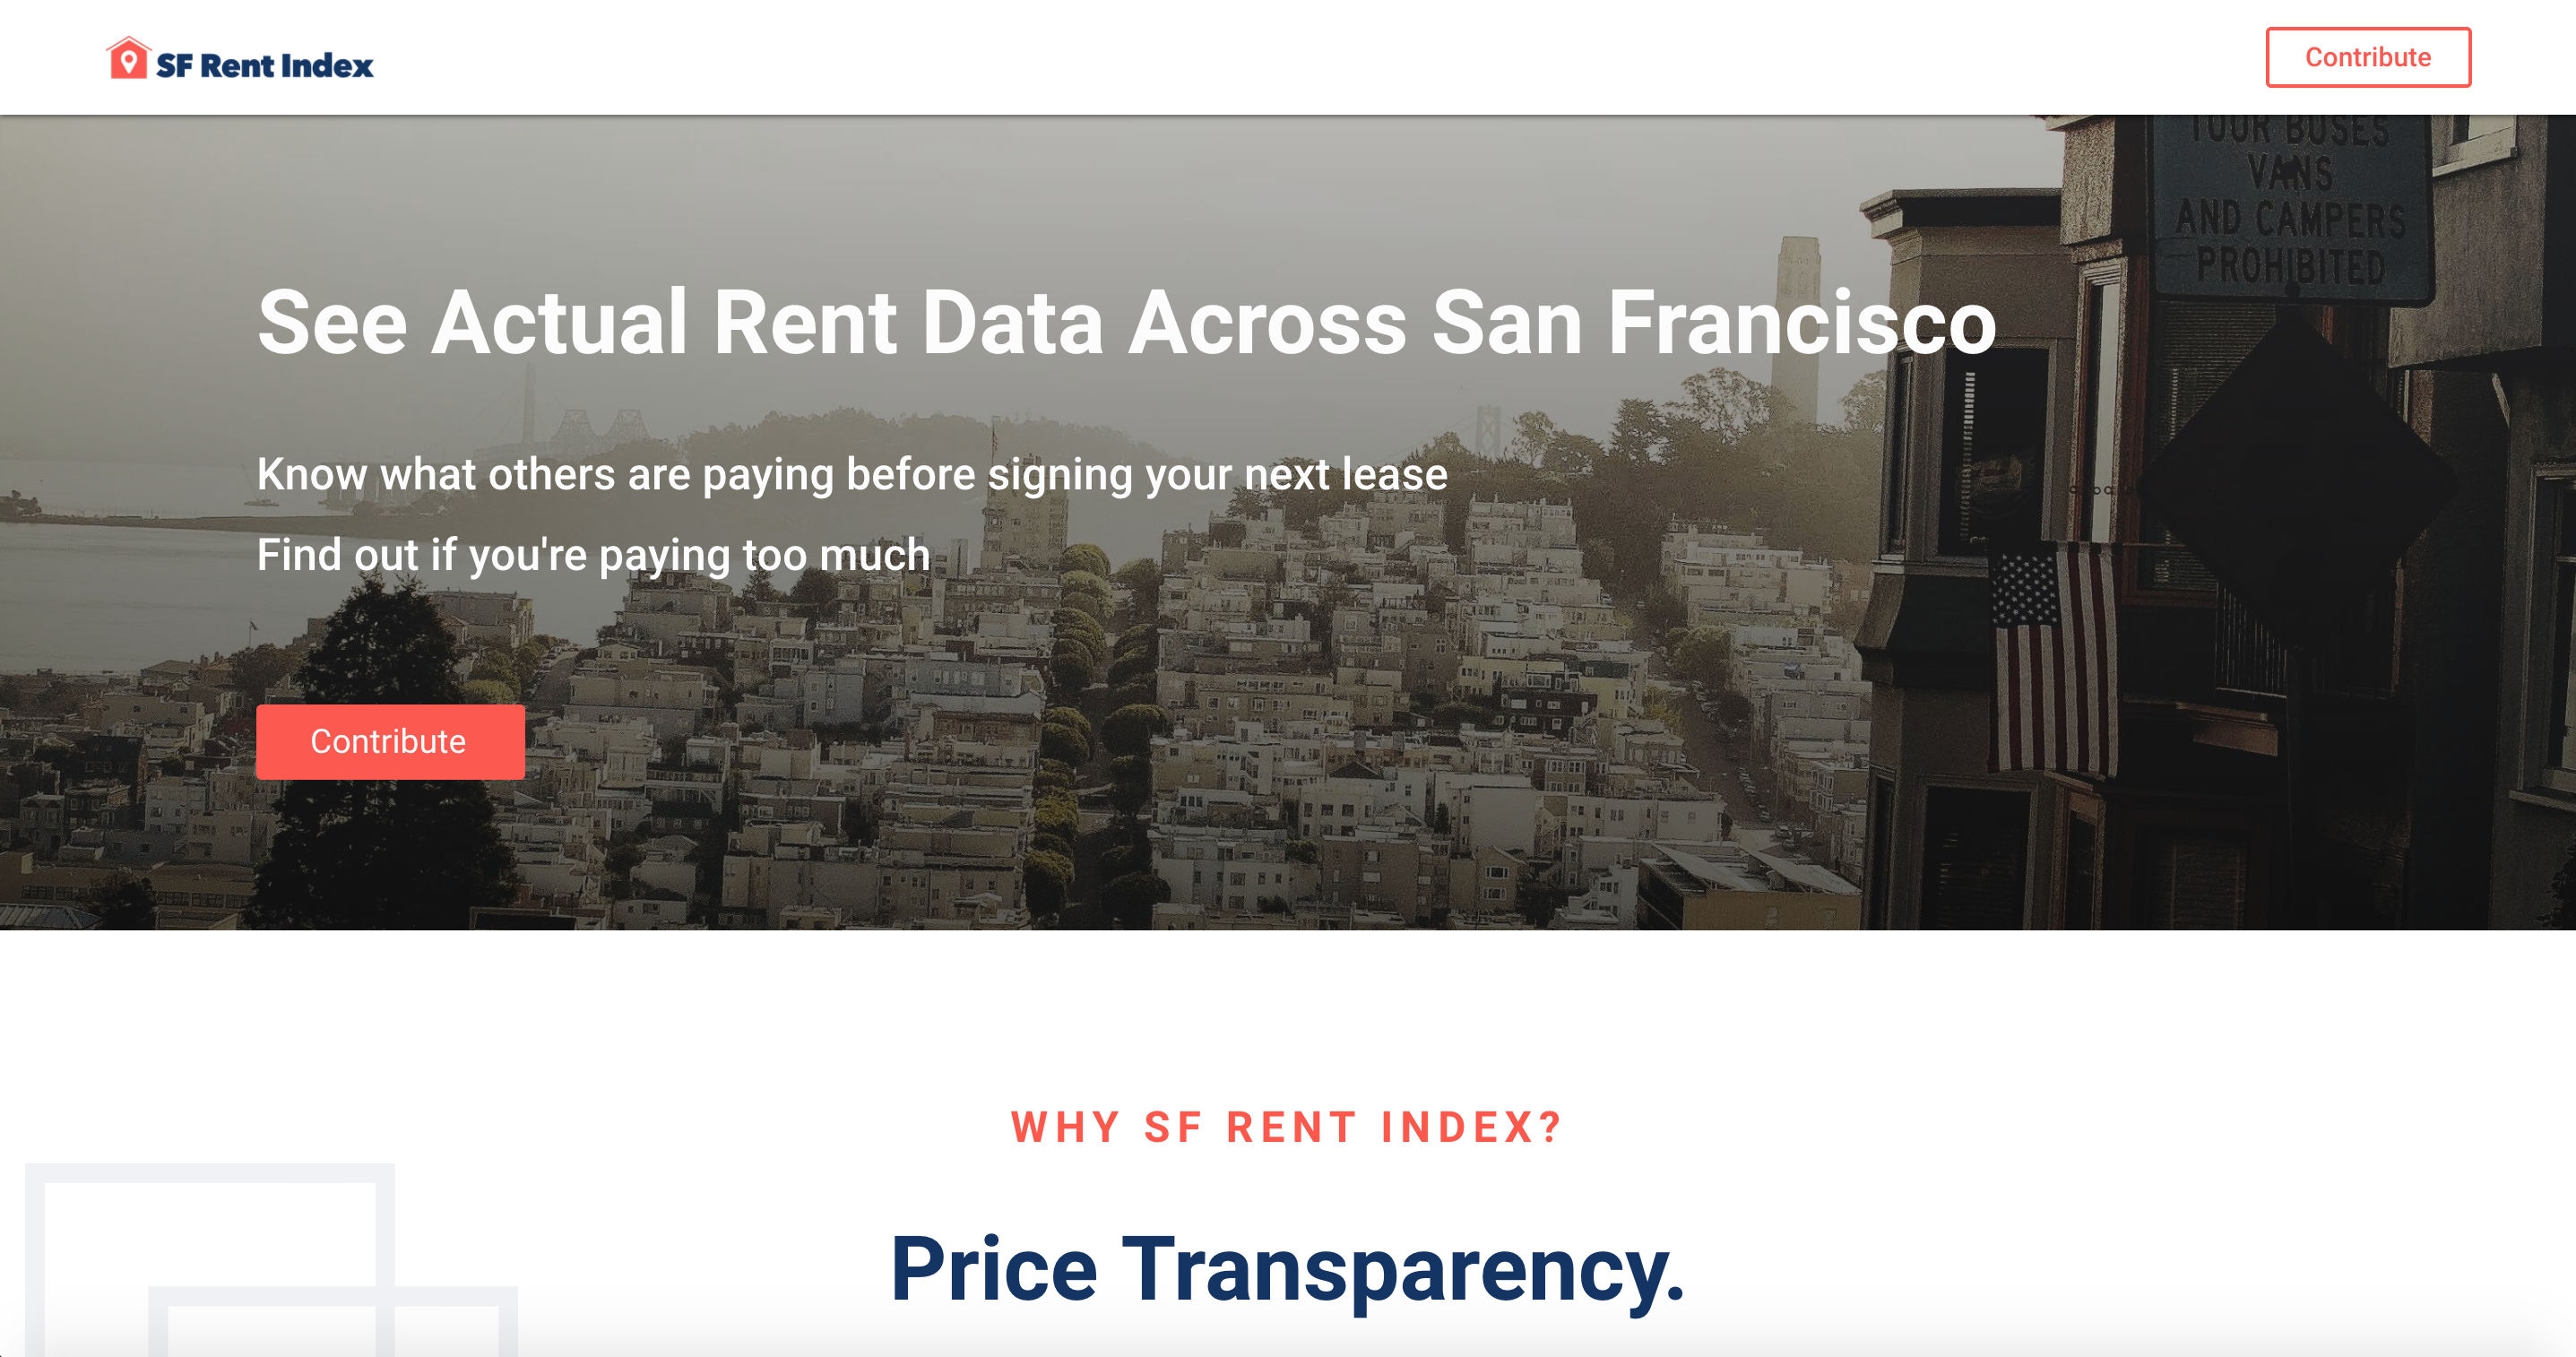 SF Rent Index
Contribute
TOUR BUSES
VANS
AND CAMPERS
PROHIBITED
See Actual Rent Data Across San Francisco
Know what others are paying before signing your next lease
Find out if you're paying too much
Contribute
WHY SF RENT INDEX?
Price Transparency.